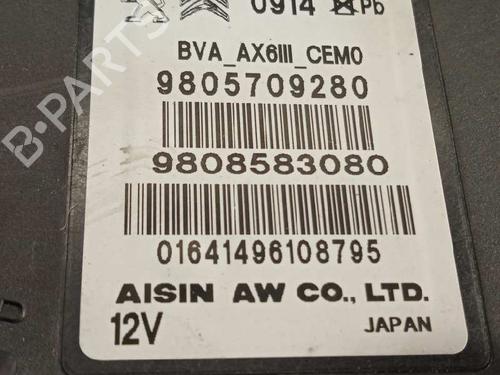 0914 Pb
BVA_AX6III_CEM0
9805709280
9808583080
01641496108795
AISIN AW CO., LTD.
12V JAPAN
B-PARTS